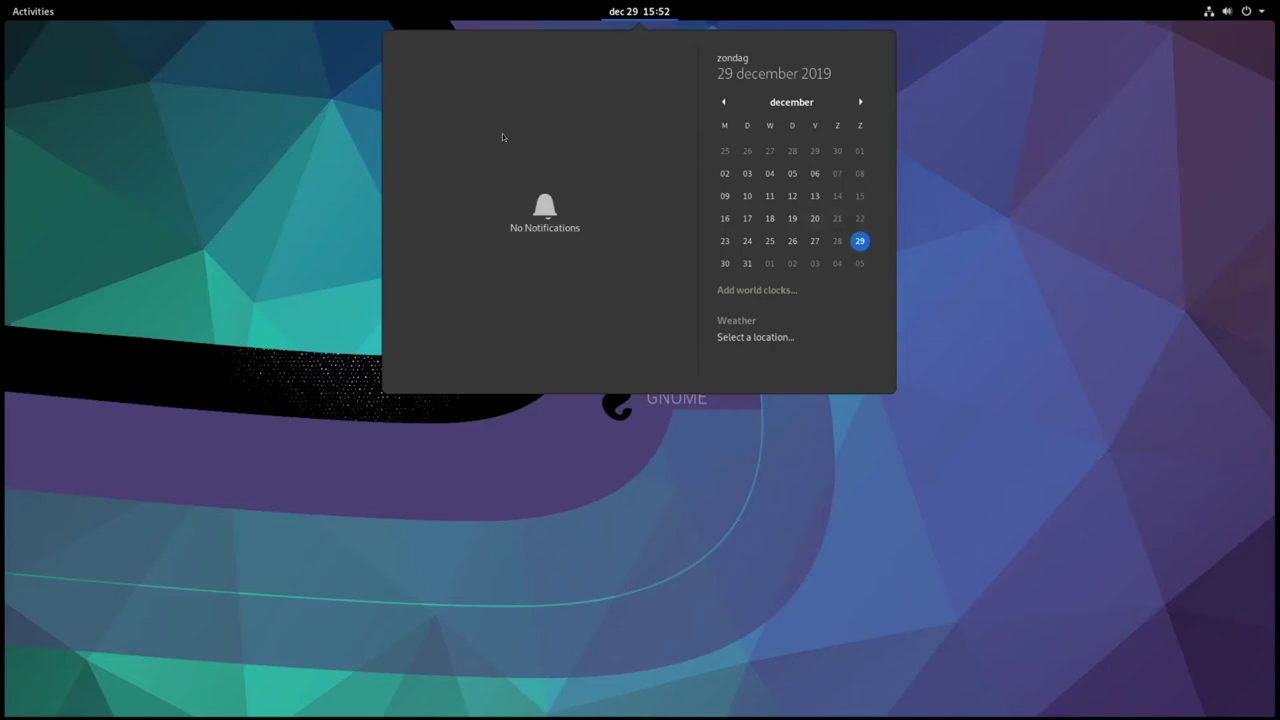 Activities
dec 29 15:52
zondag
29 december 2019
december
M D W D V Z Z
25 26 27 28 29 30 01
02 03 04 05 06 07 08
09 10 11 12 13 14 15
16 17 18 19 20 21 22
23 24 25 26 27 28 29
30 31 01 02 03 04 05
No Notifications
Add world clocks...
Weather
Select a location...
GNOME